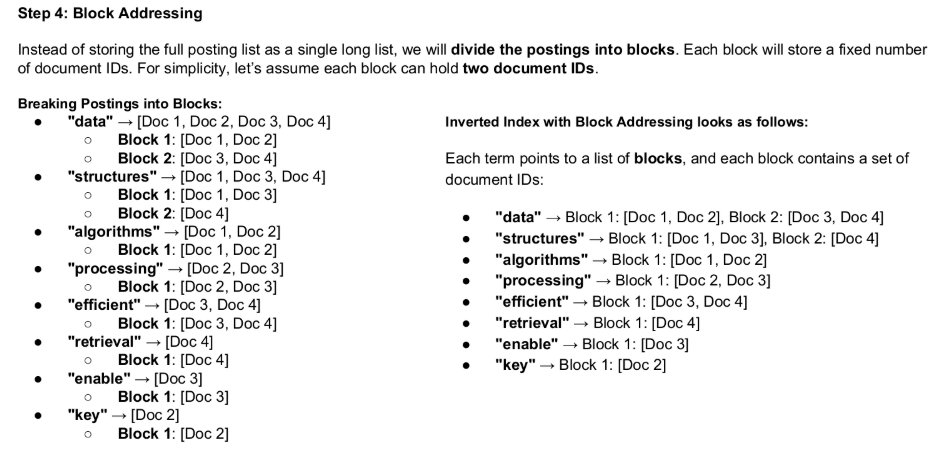 Step 4: Block Addressing
Instead of storing the full posting list as a single long list, we will divide the postings into blocks. Each block will store a fixed number
of document IDs. For simplicity, let's assume each block can hold two document IDs.
Breaking Postings into Blocks:
● "data" → [Doc 1, Doc 2, Doc 3, Doc 4]
○ Block 1: [Doc 1, Doc 2]
○ Block 2: [Doc 3, Doc 4]
● "structures" → [Doc 1, Doc 3, Doc 4]
○ Block 1: [Doc 1, Doc 3]
○ Block 2: [Doc 4]
● "algorithms" → [Doc 1, Doc 2]
○ Block 1: [Doc 1, Doc 2]
● "processing" → [Doc 2, Doc 3]
○ Block 1: [Doc 2, Doc 3]
● "efficient" → [Doc 3, Doc 4]
○ Block 1: [Doc 3, Doc 4]
● "retrieval" → [Doc 4]
○ Block 1: [Doc 4]
● "enable" → [Doc 3]
○ Block 1: [Doc 3]
● "key" → [Doc 2]
○ Block 1: [Doc 2]
Inverted Index with Block Addressing looks as follows:
Each term points to a list of blocks, and each block contains a set of
document IDs:
● "data" → Block 1: [Doc 1, Doc 2], Block 2: [Doc 3, Doc 4]
● "structures" → Block 1: [Doc 1, Doc 3], Block 2: [Doc 4]
● "algorithms" → Block 1: [Doc 1, Doc 2]
● "processing" → Block 1: [Doc 2, Doc 3]
● "efficient" → Block 1: [Doc 3, Doc 4]
● "retrieval" → Block 1: [Doc 4]
● "enable" → Block 1: [Doc 3]
● "key" → Block 1: [Doc 2]